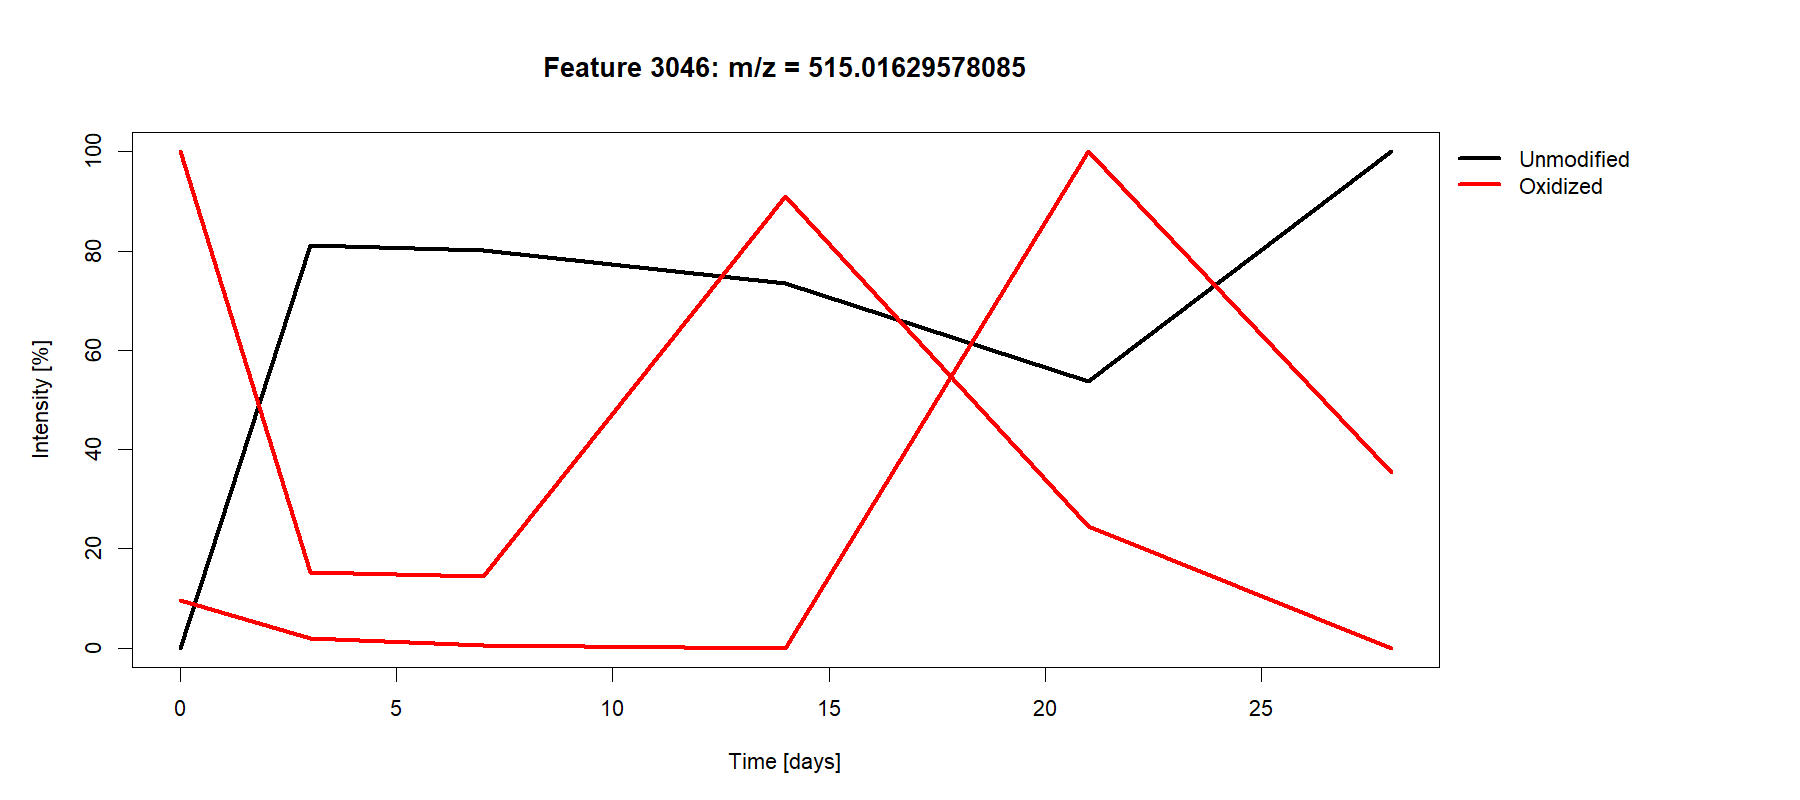 Feature 3046: m/z = 515.01629578085
Unmodified
Oxidized
Intensity [%]
100
80
60
40
20
0
0 5 10 15 20 25
Time [days]